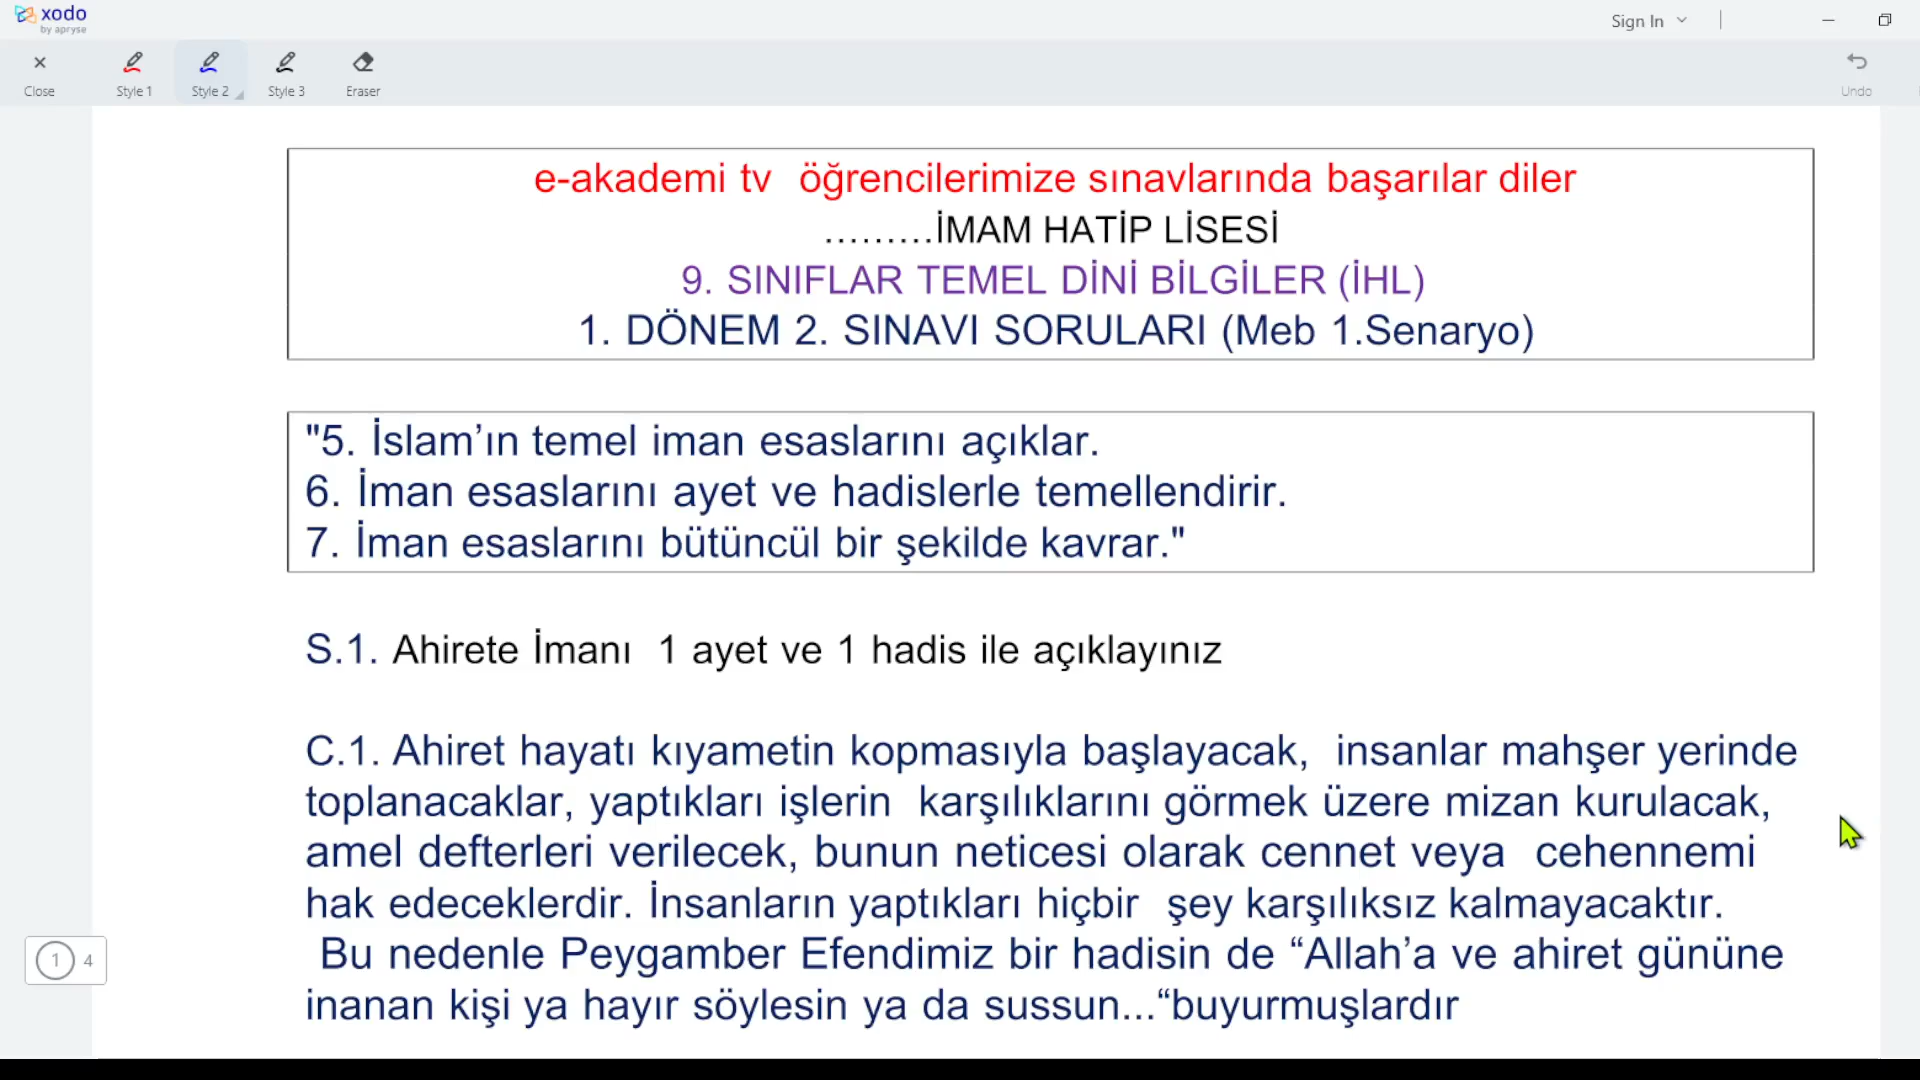 xodo
by apryse
Sign In
Close
Style 1
Style 2
Style 3
Eraser
Undo
e-akademi tv öğrencilerimize sınavlarında başarılar diler
.........İMAM HATİP LİSESİ
9. SINIFLAR TEMEL DİNİ BİLGİLER (İHL)
1. DÖNEM 2. SINAVI SORULARI (Meb 1.Senaryo)
"5. İslam’ın temel iman esaslarını açıklar.
6. İman esaslarını ayet ve hadislerle temellendirir.
7. İman esaslarını bütüncül bir şekilde kavrar."
S.1. Ahirete İmanı 1 ayet ve 1 hadis ile açıklayınız
C.1. Ahiret hayatı kıyametin kopmasıyla başlayacak, insanlar mahşer yerinde
toplanacaklar, yaptıkları işlerin karşılıklarını görmek üzere mizan kurulacak,
amel defterleri verilecek, bunun neticesi olarak cennet veya cehennemi
hak edeceklerdir. İnsanların yaptıkları hiçbir şey karşılıksız kalmayacaktır.
Bu nedenle Peygamber Efendimiz bir hadisin de “Allah’a ve ahiret gününe
inanan kişi ya hayır söylesin ya da sussun...“buyurmuşlardır
1 4